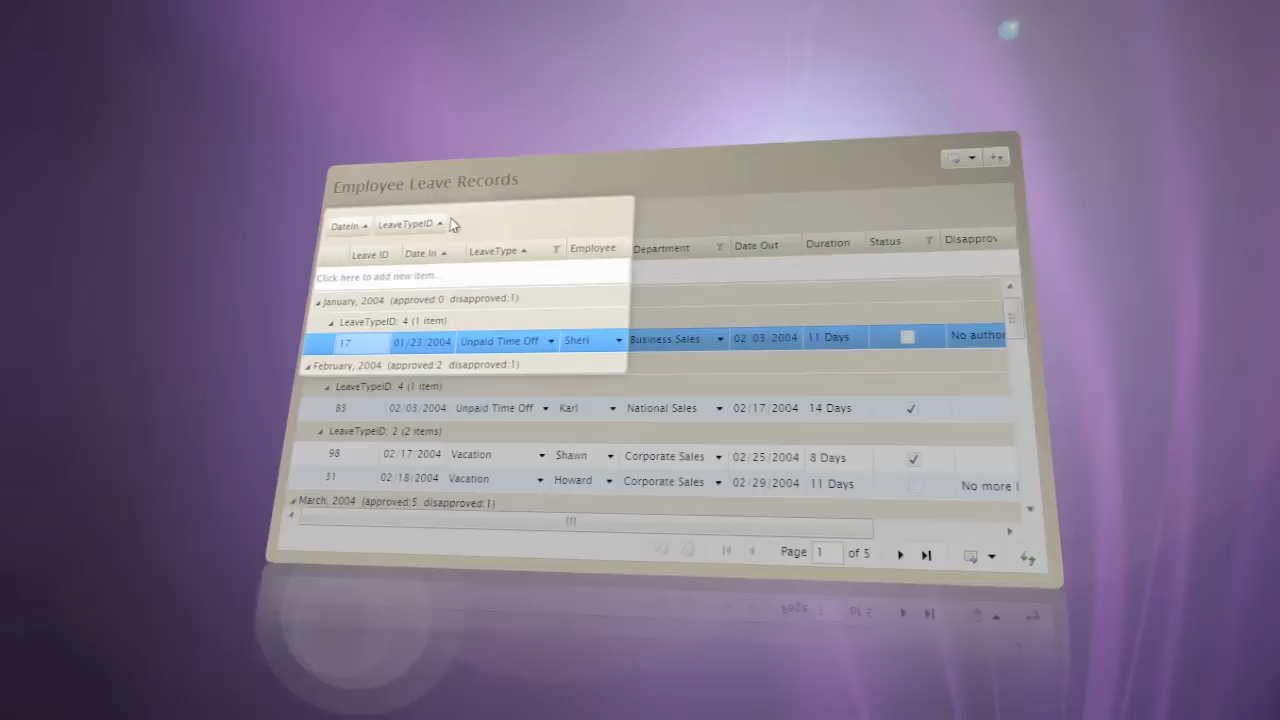 Employee Leave Records
DateIn LeaveTypeID
Leave ID Date In LeaveType Employee Department Date Out Duration Status Disapprov
Click here to add new item...
January, 2004 (approved:0 disapproved:1)
LeaveTypeID: 4 (1 item)
17 01/23/2004 Unpaid Time Off Sheri Business Sales 02/03/2004 11 Days No author
February, 2004 (approved:2 disapproved:1)
LeaveTypeID: 4 (1 item)
83 02/03/2004 Unpaid Time Off Karl National Sales 02/17/2004 14 Days
LeaveTypeID: 2 (2 items)
98 02/17/2004 Vacation Shawn Corporate Sales 02/25/2004 8 Days
31 02/18/2004 Vacation Howard Corporate Sales 02/29/2004 11 Days No more l
March, 2004 (approved:5 disapproved:1)
Page 1 of 5